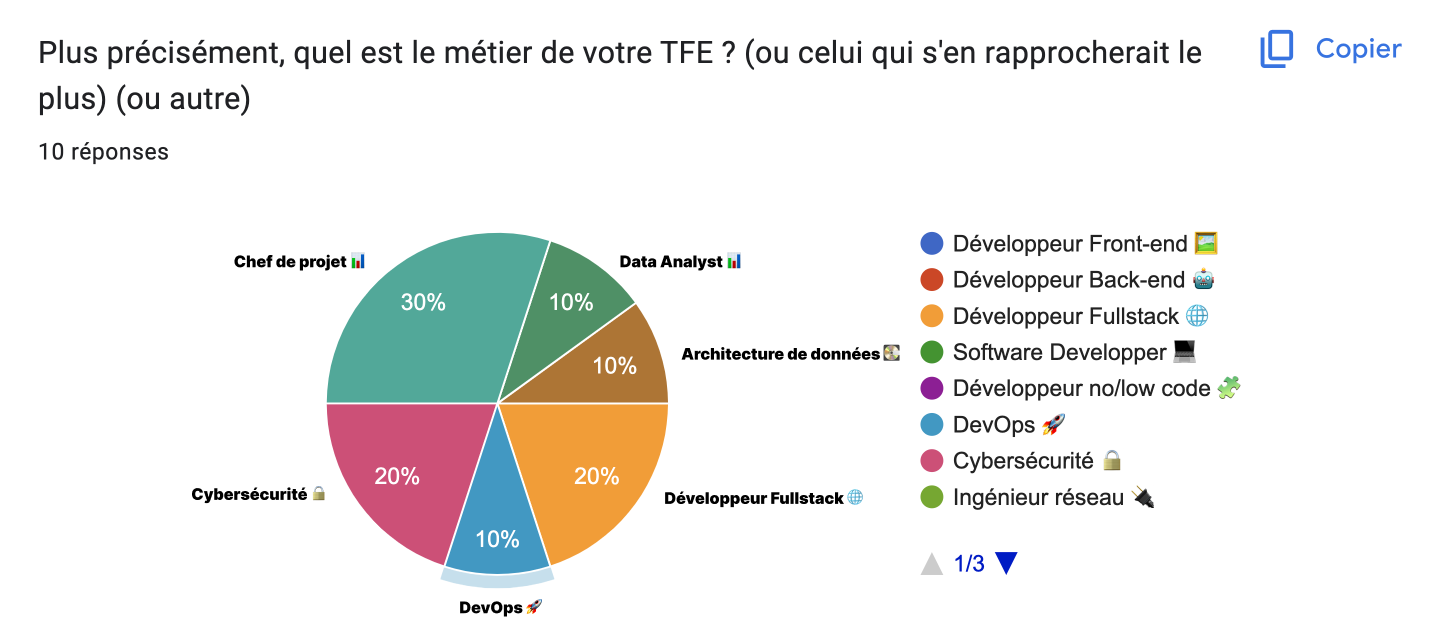 Plus précisément, quel est le métier de votre TFE ? (ou celui qui s'en rapprocherait le
plus) (ou autre)
Copier
10 réponses
Chef de projet 📊
Data Analyst 📊
30%
10%
Architecture de données 💽
10%
20%
20%
Cybersécurité 🔒
Développeur Fullstack 🌐
10%
DevOps 🚀
Développeur Front-end 🖼️
Développeur Back-end 🤖
Développeur Fullstack 🌐
Software Developper 💻
Développeur no/low code 🧩
DevOps 🚀
Cybersécurité 🔒
Ingénieur réseau 🔌
1/3